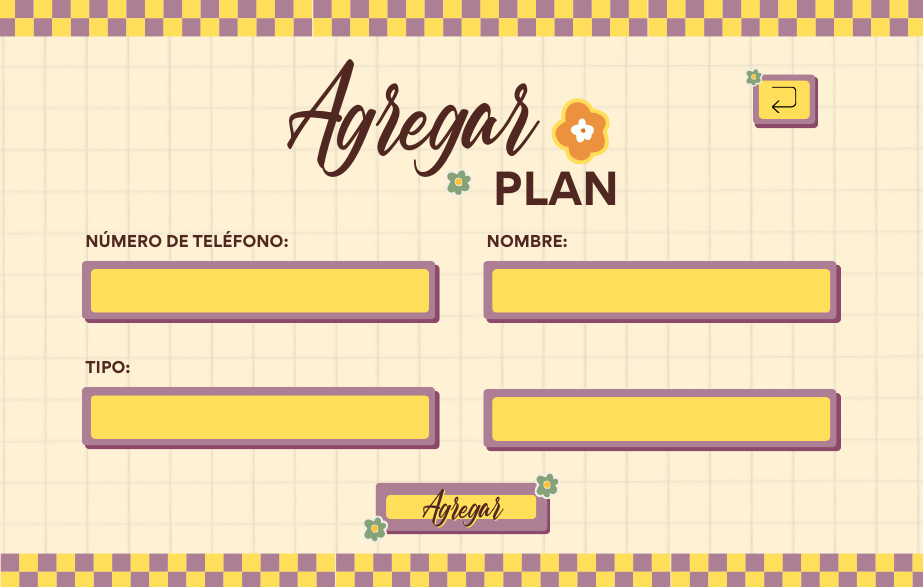 Agregar
PLAN
NÚMERO DE TELÉFONO:
NOMBRE:
TIPO:
Agregar